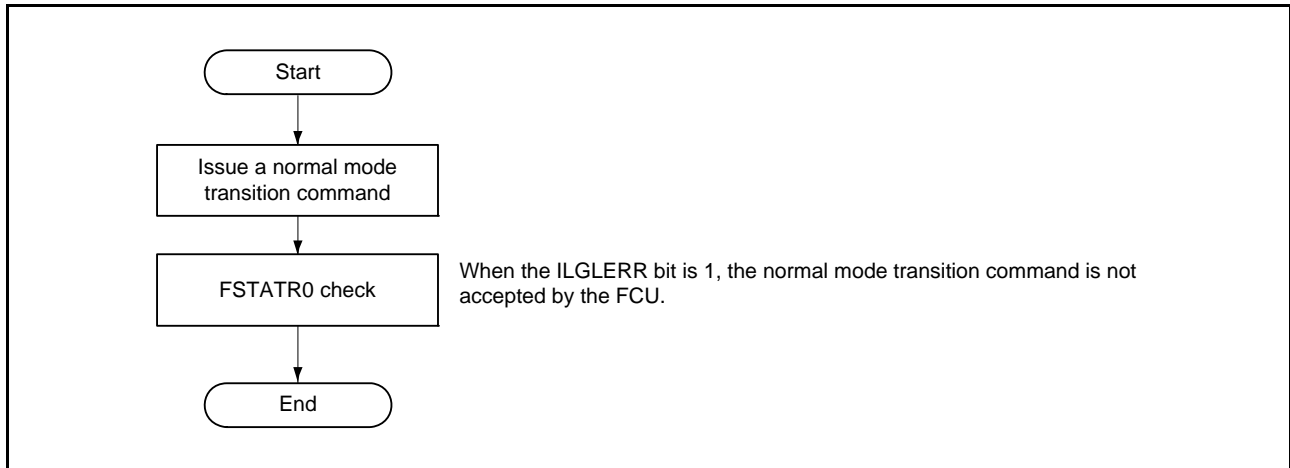 Start
Issue a normal mode
transition command
FSTATR0 check
When the ILGLERR bit is 1, the normal mode transition command is not
accepted by the FCU.
End